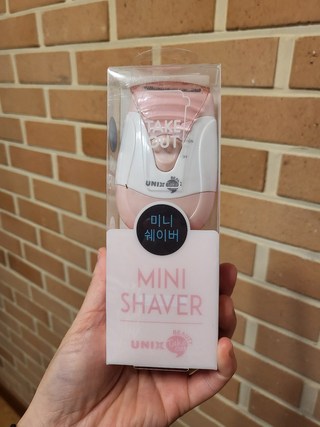 TAKE
OUT
UNIX
미니
쉐이버
MINI
SHAVER
UNIX